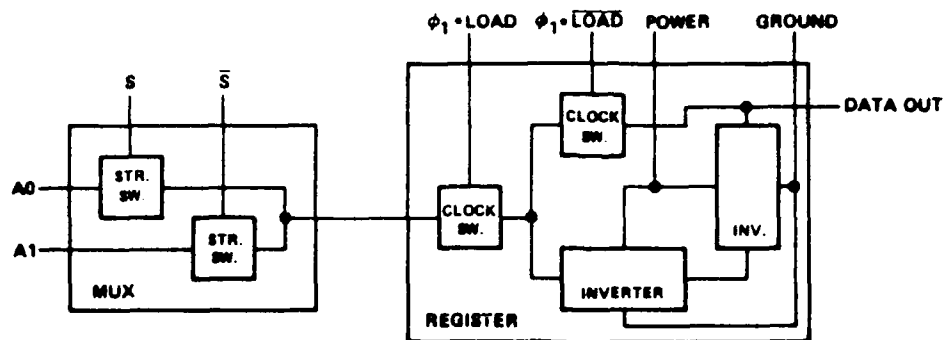 ϕ₁•LOAD ϕ₁•L̅O̅A̅D̅ POWER GROUND
S S̅
DATA OUT
CLOCK
SW.
A0
STR.
SW.
CLOCK
SW.
A1
STR.
SW.
INV.
MUX
INVERTER
REGISTER